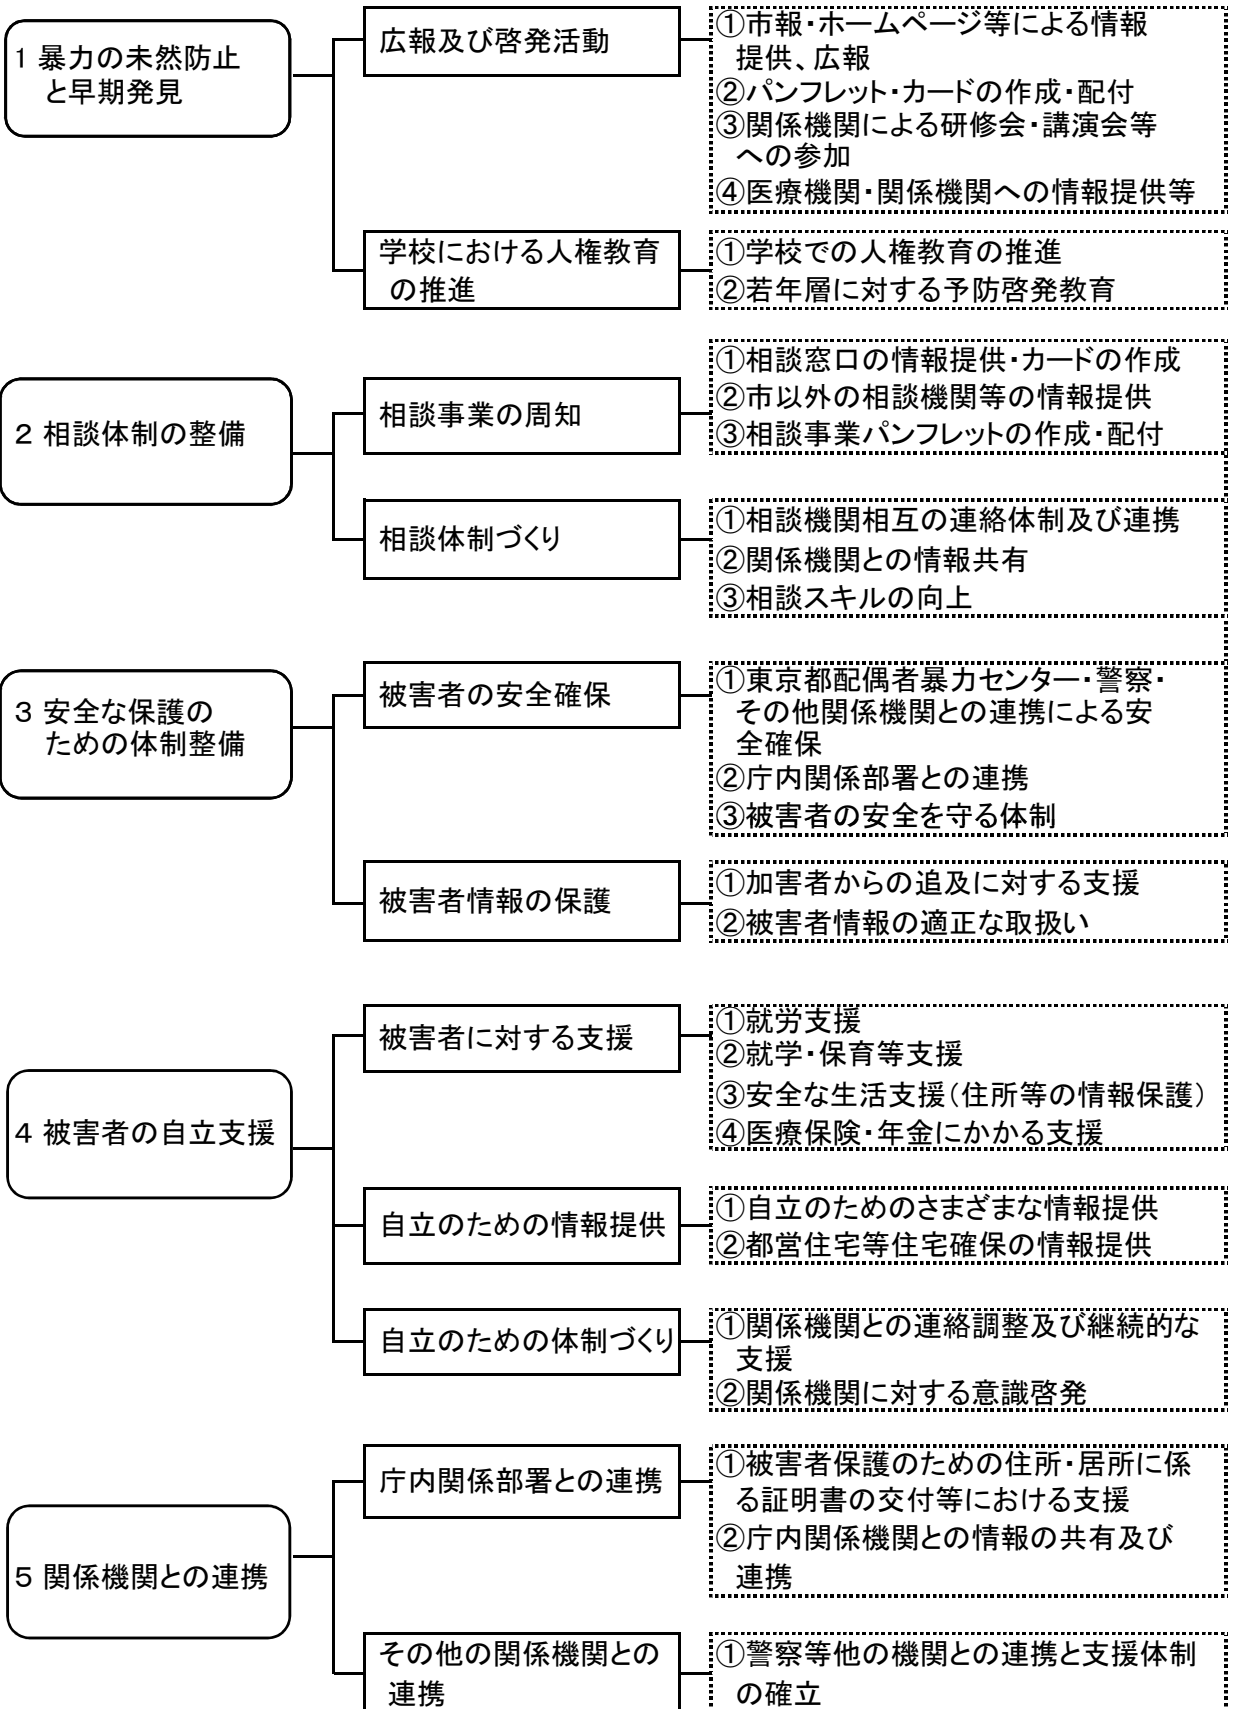 1 暴力の未然防止
と早期発見
広報及び啓発活動
①市報・ホームページ等による情報
提供、広報
②パンフレット・カードの作成・配付
③関係機関による研修会・講演会等
への参加
④医療機関・関係機関への情報提供等
学校における人権教育
の推進
①学校での人権教育の推進
②若年層に対する予防啓発教育
2 相談体制の整備
相談事業の周知
①相談窓口の情報提供・カードの作成
②市以外の相談機関等の情報提供
③相談事業パンフレットの作成・配付
相談体制づくり
①相談機関相互の連絡体制及び連携
②関係機関との情報共有
③相談スキルの向上
3 安全な保護の
ための体制整備
被害者の安全確保
①東京都配偶者暴力センター・警察・
その他関係機関との連携による安
全確保
②庁内関係部署との連携
③被害者の安全を守る体制
被害者情報の保護
①加害者からの追及に対する支援
②被害者情報の適正な取扱い
4 被害者の自立支援
被害者に対する支援
①就労支援
②就学・保育等支援
③安全な生活支援（住所等の情報保護）
④医療保険・年金にかかる支援
自立のための情報提供
①自立のためのさまざまな情報提供
②都営住宅等住宅確保の情報提供
自立のための体制づくり
①関係機関との連絡調整及び継続的な
支援
②関係機関に対する意識啓発
5 関係機関との連携
庁内関係部署との連携
①被害者保護のための住所・居所に係
る証明書の交付等における支援
②庁内関係機関との情報の共有及び
連携
その他の関係機関との
連携
①警察等他の機関との連携と支援体制
の確立